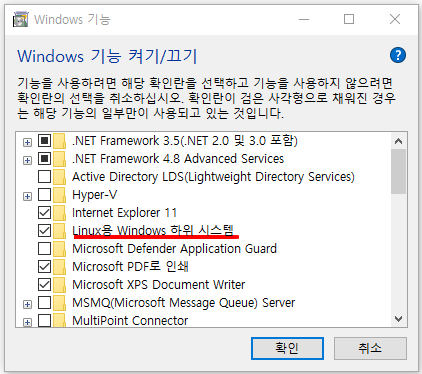 Windows 기능
Windows 기능 켜기/끄기
기능을 사용하려면 해당 확인란을 선택하고 기능을 사용하지 않으려면
확인란의 선택을 취소하십시오. 확인란이 검은 사각형으로 채워진 경우
는 해당 기능의 일부만이 사용되고 있는 것입니다.
.NET Framework 3.5(.NET 2.0 및 3.0 포함)
.NET Framework 4.8 Advanced Services
Active Directory LDS(Lightweight Directory Services)
Hyper-V
Internet Explorer 11
Linux용 Windows 하위 시스템
Microsoft Defender Application Guard
Microsoft PDF로 인쇄
Microsoft XPS Document Writer
MSMQ(Microsoft Message Queue) Server
MultiPoint Connector
확인
취소